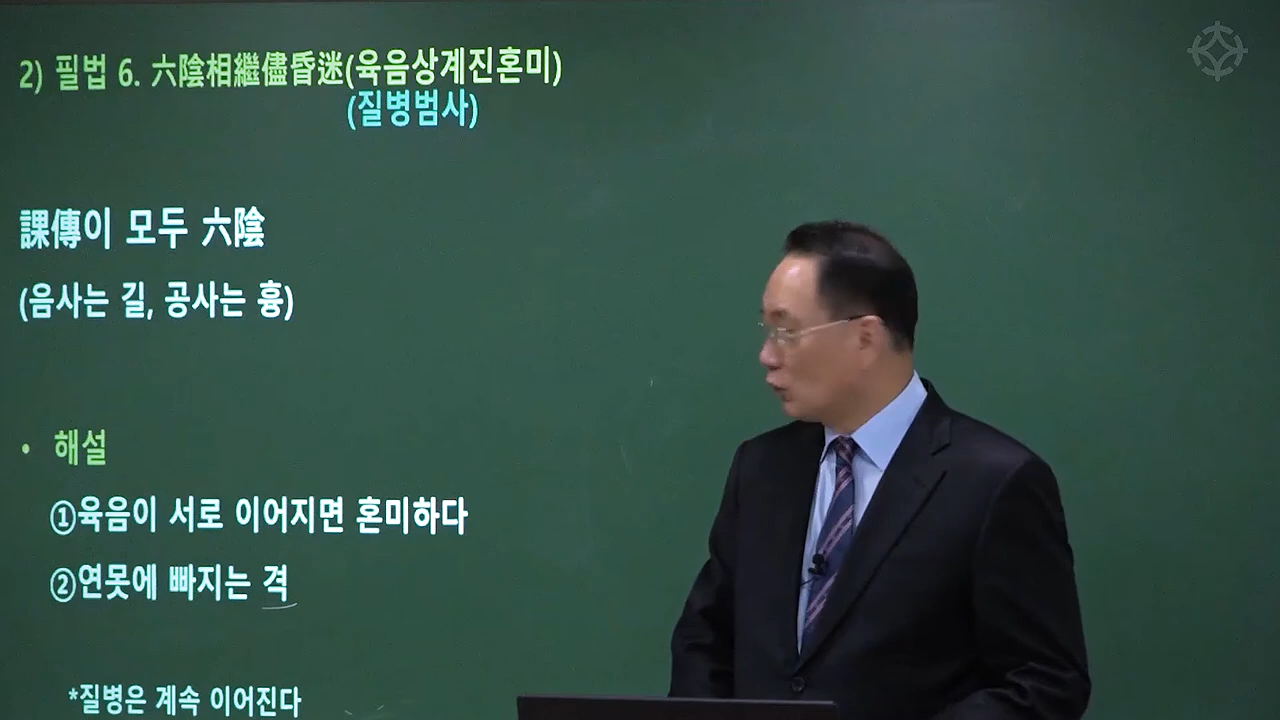 2) 필법 6. 六陰相繼儘昏迷(육음상계진혼미)
(질병범사)
課傳이 모두 六陰
(음사는 길, 공사는 흉)
• 해설
①육음이 서로 이어지면 혼미하다
②연못에 빠지는 격
*질병은 계속 이어진다